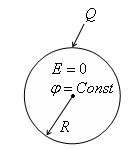 Q
E = 0
φ = Const
R